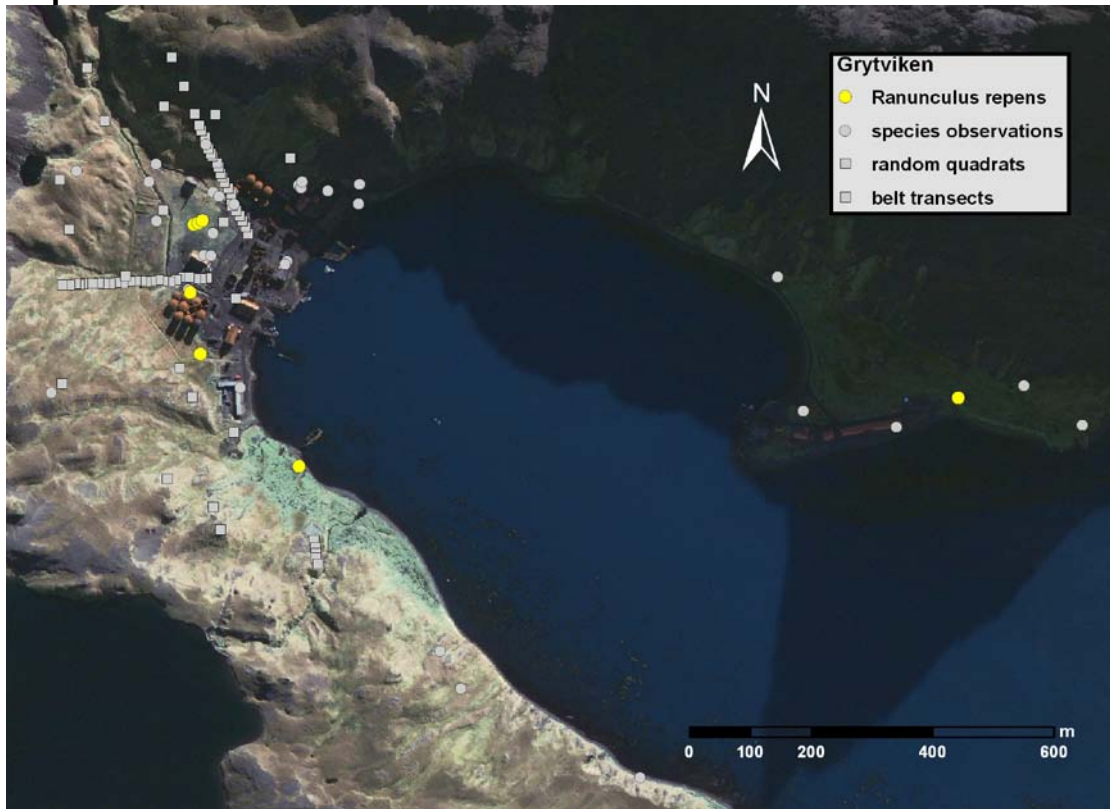 Grytviken
Ranunculus repens
species observations
random quadrats
belt transects
N
m
0 100 200 400 600